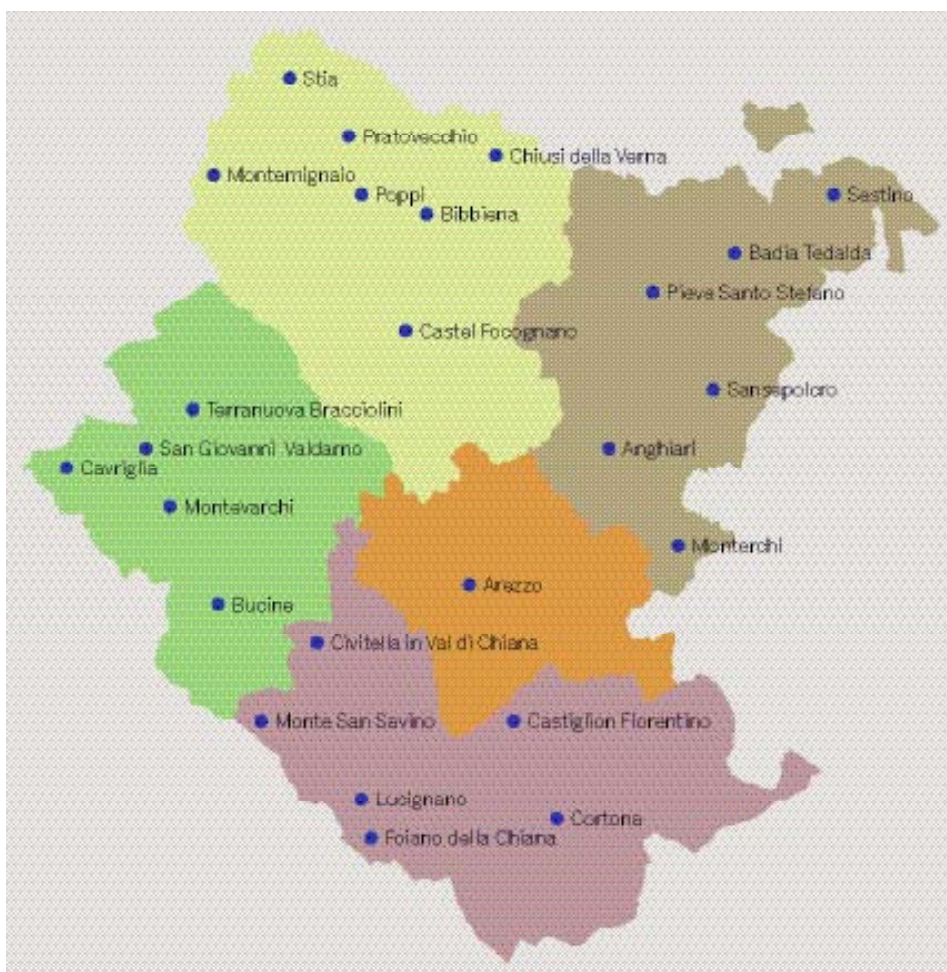 Stia
Pratovecchio
Chiusi della Verna
Montemignaio
Poppi
Sestino
Bibbiena
Badia Tedalda
Pieve Santo Stefano
Castel Focognano
Sansepolcro
Terranuova Bracciolini
San Giovanni Valdarno
Anghiari
Cavriglia
Montevarchi
Monterchi
Arezzo
Bucine
Civitella in Val di Chiana
Monte San Savino
Castiglion Florentino
Lucignano
Cortona
Foiano della Chiana